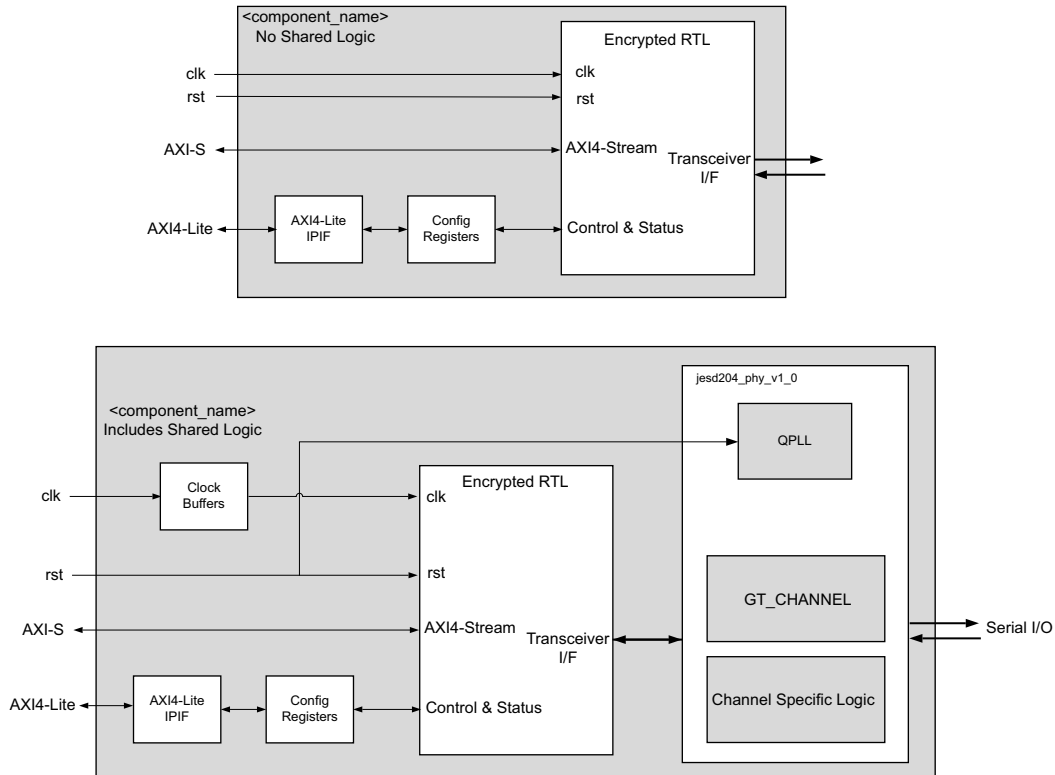 <component_name>
No Shared Logic
Encrypted RTL
clk
clk
rst
rst
AXI-S
AXI4-Stream
Transceiver
I/F
AXI4-Lite
AXI4-Lite
IPIF
Config
Registers
Control & Status
jesd204_phy_v1_0
<component_name>
Includes Shared Logic
QPLL
Encrypted RTL
clk
Clock
Buffers
clk
rst
rst
GT_CHANNEL
AXI-S
AXI4-Stream
Transceiver
I/F
Serial I/O
AXI4-Lite
AXI4-Lite
IPIF
Config
Registers
Control & Status
Channel Specific Logic